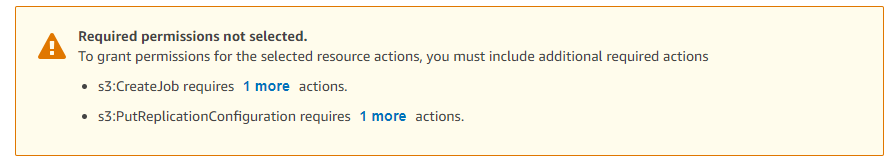 Required permissions not selected.
To grant permissions for the selected resource actions, you must include additional required actions
• s3:CreateJob requires 1 more actions.
• s3:PutReplicationConfiguration requires 1 more actions.